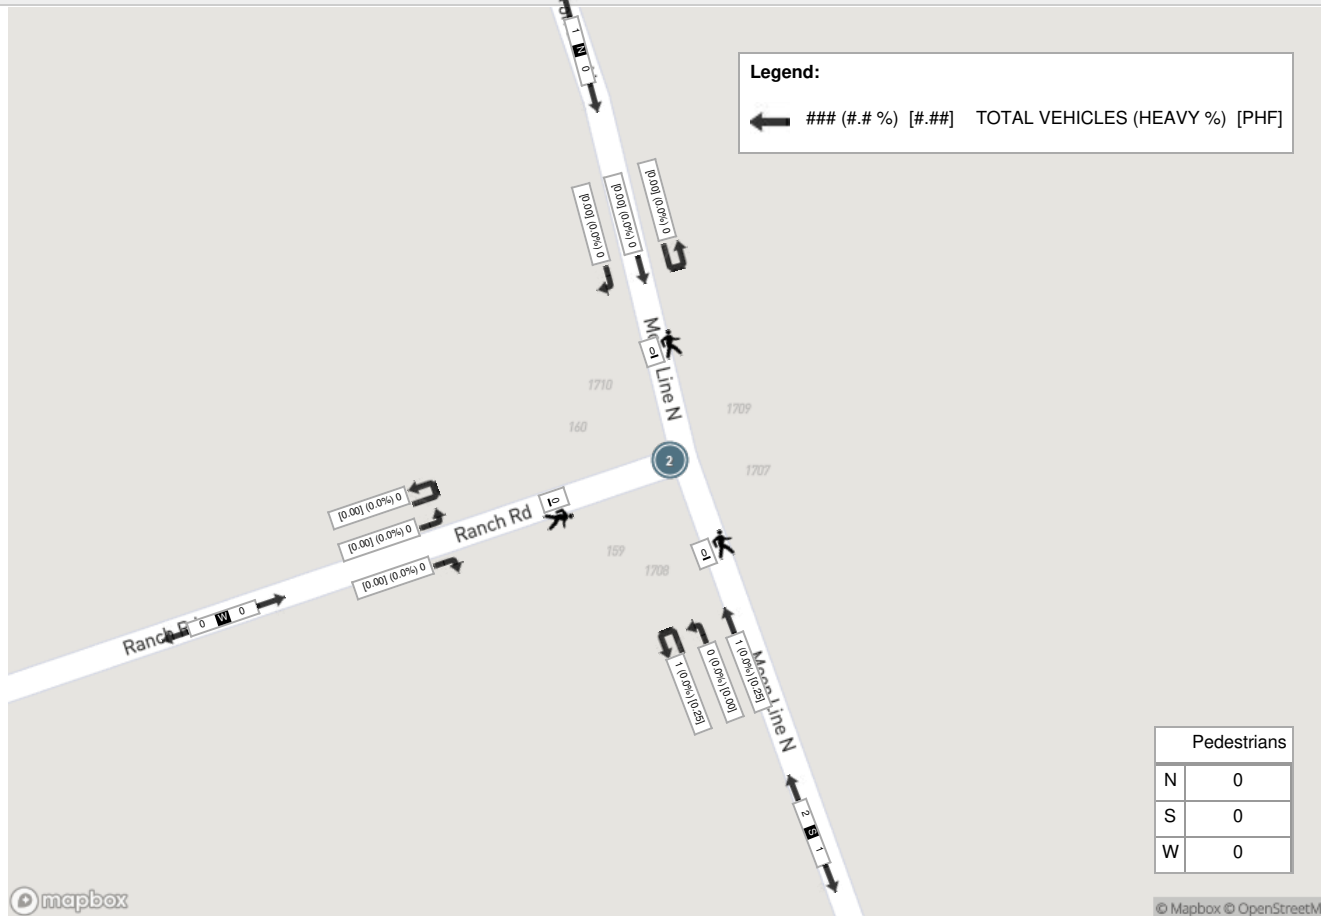 1 N 0
Legend:
### (#.# %) [#.##] TOTAL VEHICLES (HEAVY %) [PHF]
[0.00] (0.0%) 0
[0.00] (0.0%) 0
[0.00] (0.0%) 0
0
Line N
1710
1709
160
2
1707
[0.00] (0.0%) 0
[0.00] (0.0%) 0
[0.00] (0.0%) 0
0
Ranch Rd
159
1708
0
0 W 0
Ranch
1 (0.0%) [0.25]
0 (0.0%) [0.00]
1 (0.0%) [0.25]
Moon Line N
2 S 1
Pedestrians
N 0
S 0
W 0
mapbox
© Mapbox © OpenStreetM